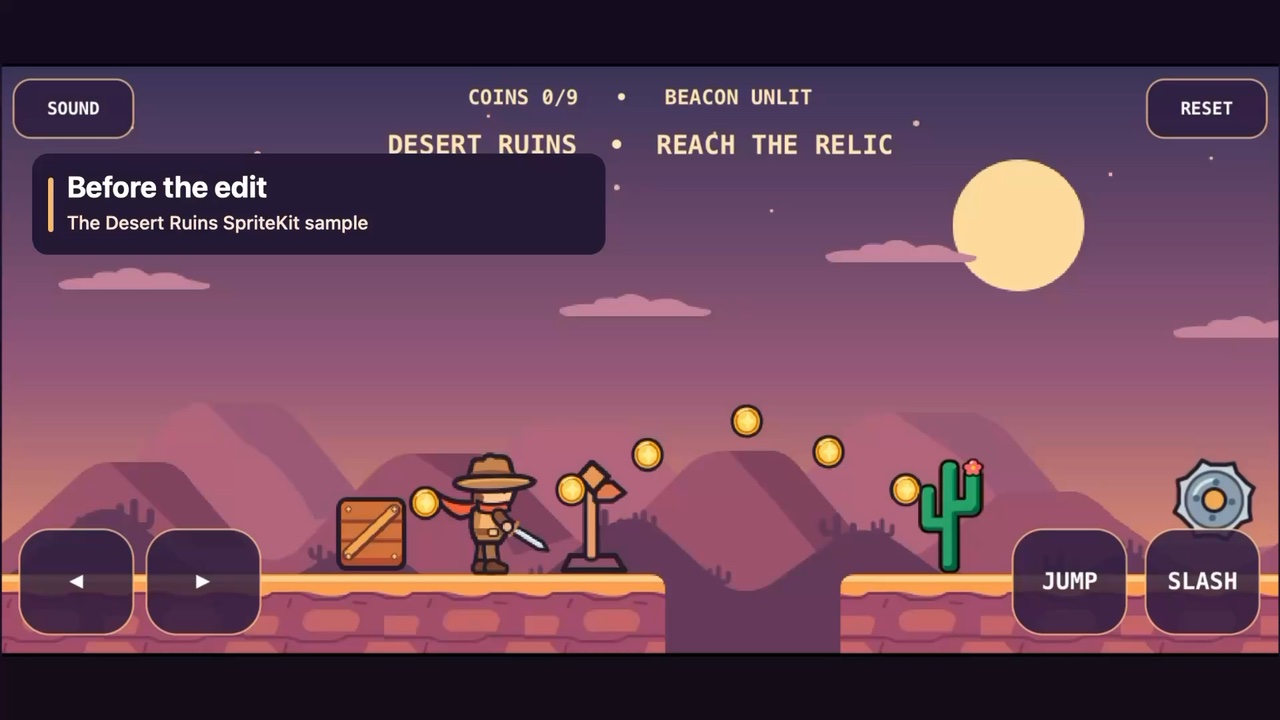 SOUND
COINS 0/9 • BEACON UNLIT
RESET
DESERT RUINS • REACH THE RELIC
Before the edit
The Desert Ruins SpriteKit sample
◄ ►
JUMP
SLASH